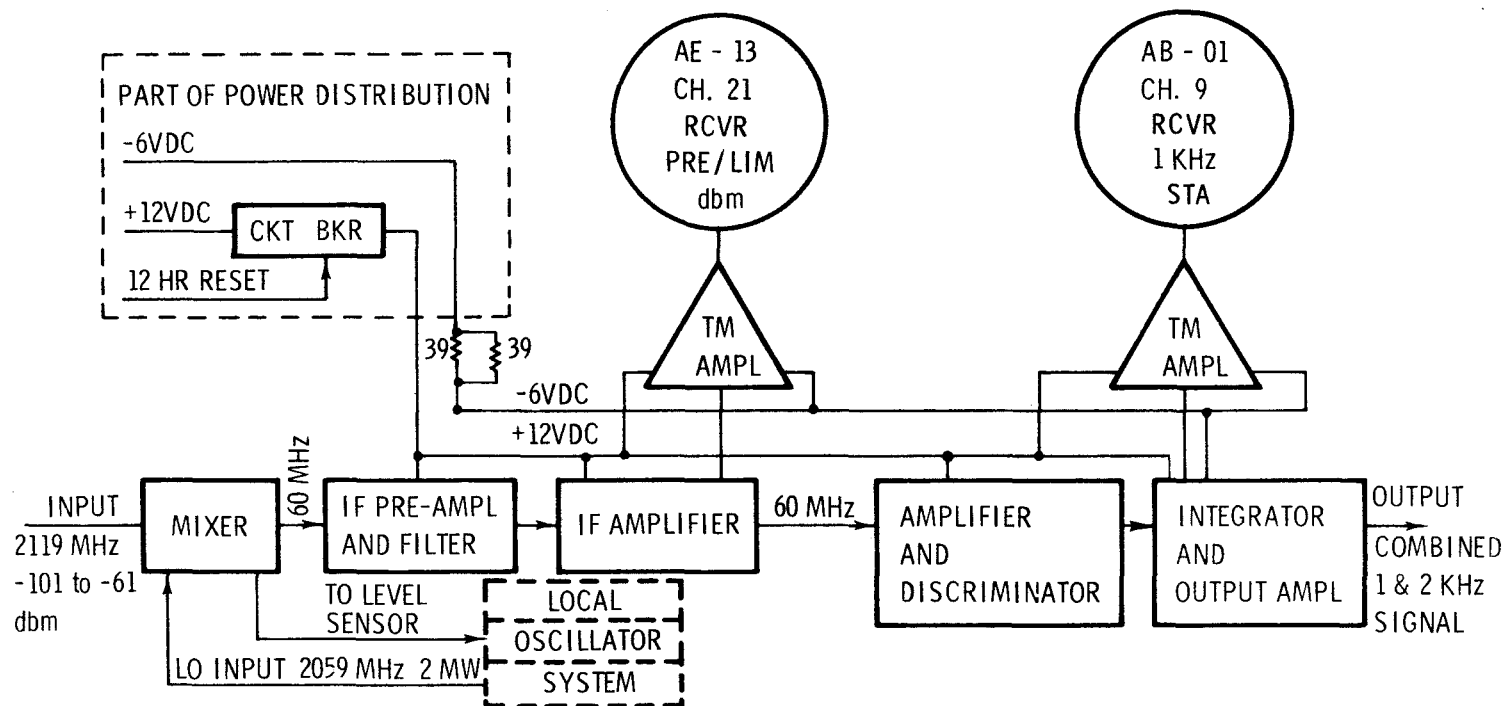 AE - 13
CH. 21
RCVR
PRE/LIM
dbm
AB - 01
CH. 9
RCVR
1 KHz
STA
PART OF POWER DISTRIBUTION
-6VDC
+12VDC
CKT BKR
12 HR RESET
39
39
TM
AMPL
TM
AMPL
-6VDC
+12VDC
INPUT
2119 MHz
-101 to -61
dbm
MIXER
60 MHz
IF PRE-AMPL
AND FILTER
IF AMPLIFIER
60 MHz
AMPLIFIER
AND
DISCRIMINATOR
INTEGRATOR
AND
OUTPUT AMPL
OUTPUT
COMBINED
1 & 2 KHz
SIGNAL
TO LEVEL
SENSOR
LO INPUT 2059 MHz 2 MW
LOCAL
OSCILLATOR
SYSTEM